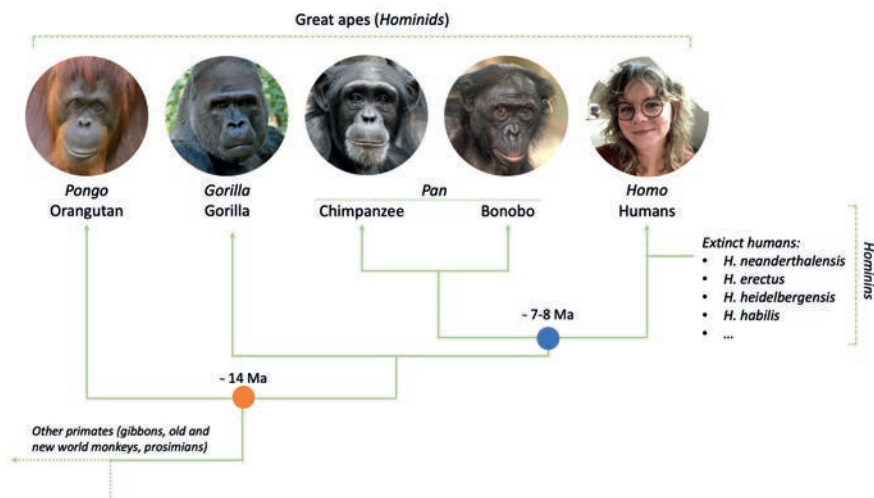 Great apes (Hominids)
Pongo
Orangutan
Gorilla
Gorilla
Pan
Chimpanzee
Bonobo
Homo
Humans
Extinct humans:
• H. neanderthalensis
• H. erectus
• H. heidelbergensis
• H. habilis
• ...
Hominins
~ 7-8 Ma
~ 14 Ma
Other primates (gibbons, old and
new world monkeys, prosimians)